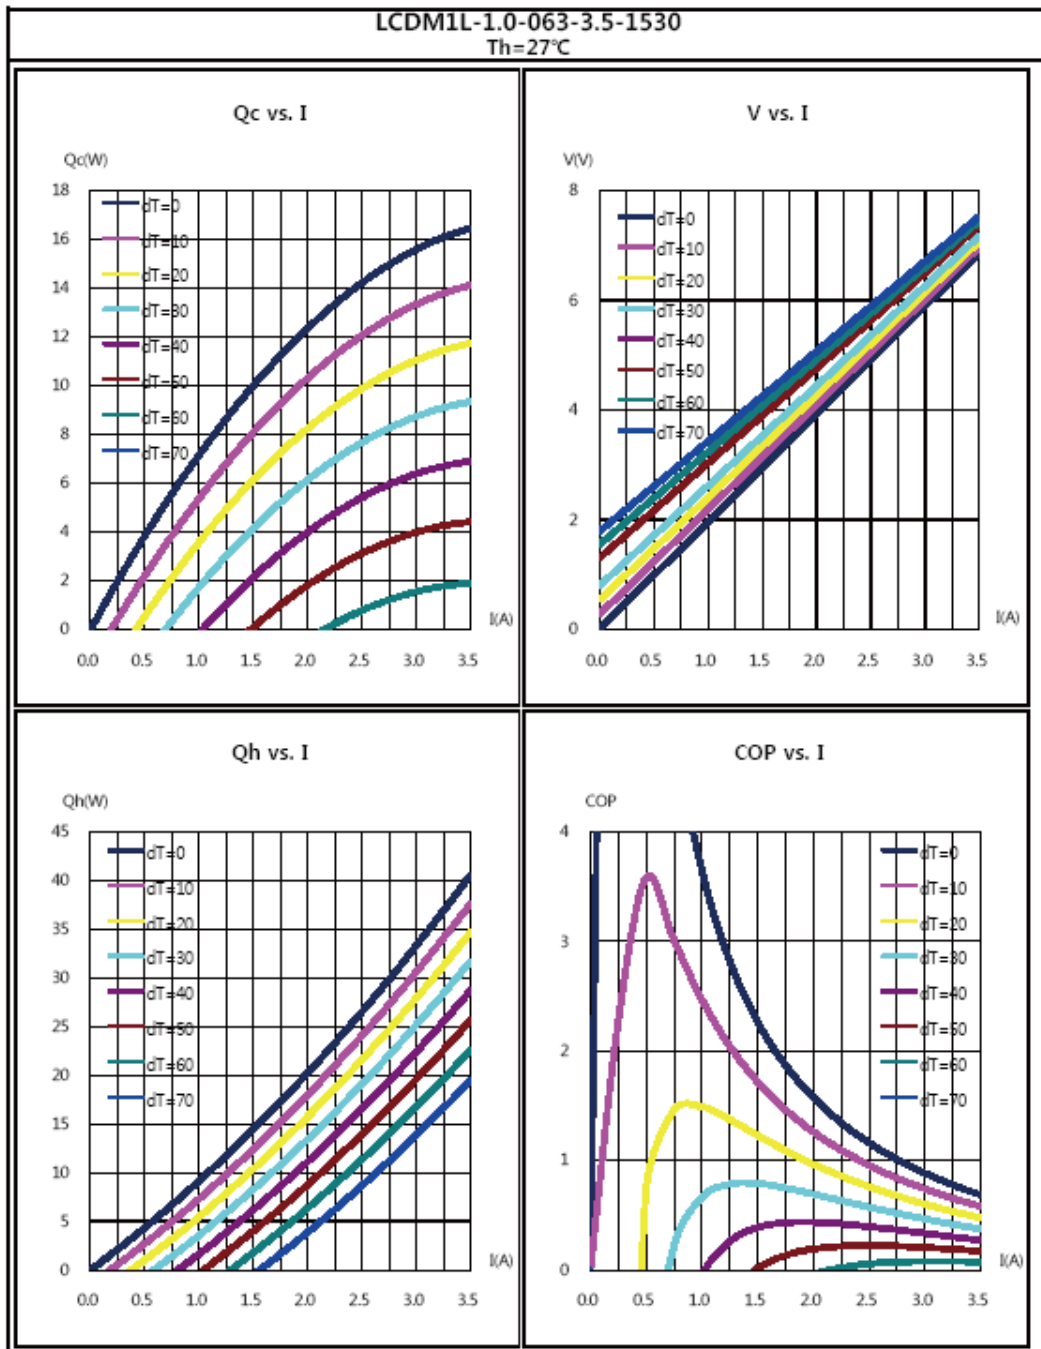 LCDM1L-1.0-063-3.5-1530
Th=27℃
Qc vs. I
Qc(W)
18
16
14
12
10
8
6
4
2
0
dT=0
dT=10
dT=20
dT=30
dT=40
dT=50
dT=60
dT=70
I(A)
0.0 0.5 1.0 1.5 2.0 2.5 3.0 3.5
V vs. I
V(V)
8
6
4
2
0
dT=0
dT=10
dT=20
dT=30
dT=40
dT=50
dT=60
dT=70
I(A)
0.0 0.5 1.0 1.5 2.0 2.5 3.0 3.5
Qh vs. I
Qh(W)
45
40
35
30
25
20
15
10
5
0
dT=0
dT=10
dT=20
dT=30
dT=40
dT=50
dT=60
dT=70
I(A)
0.0 0.5 1.0 1.5 2.0 2.5 3.0 3.5
COP vs. I
COP
4
3
2
1
0
dT=0
dT=10
dT=20
dT=30
dT=40
dT=50
dT=60
dT=70
I(A)
0.0 0.5 1.0 1.5 2.0 2.5 3.0 3.5